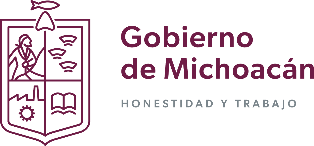 Gobierno
de Michoacán
HONESTIDAD Y TRABAJO